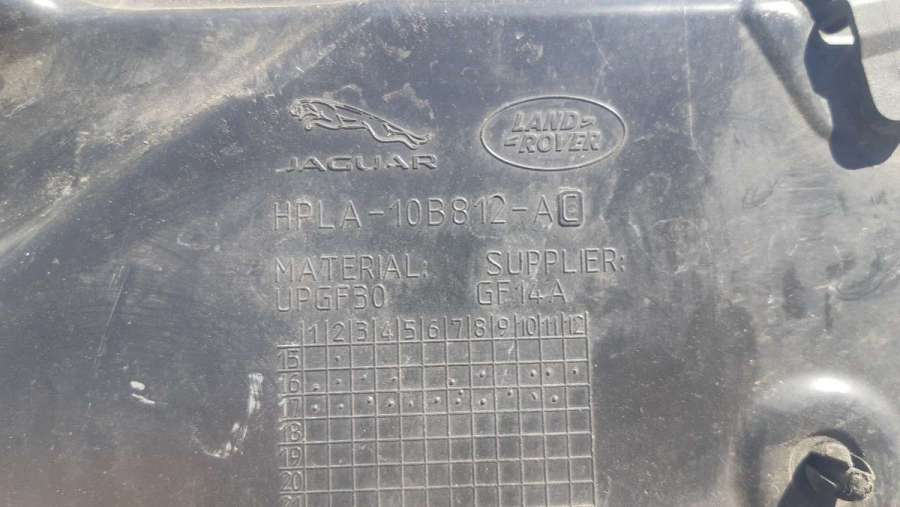 JAGUAR
LAND ROVER
HPLA-10B812-AC
MATERIAL: SUPPLIER:
UPGF30 GF14A
1 2 3 4 5 6 7 8 9 10 11 12
15
16
17
18
19
20
21